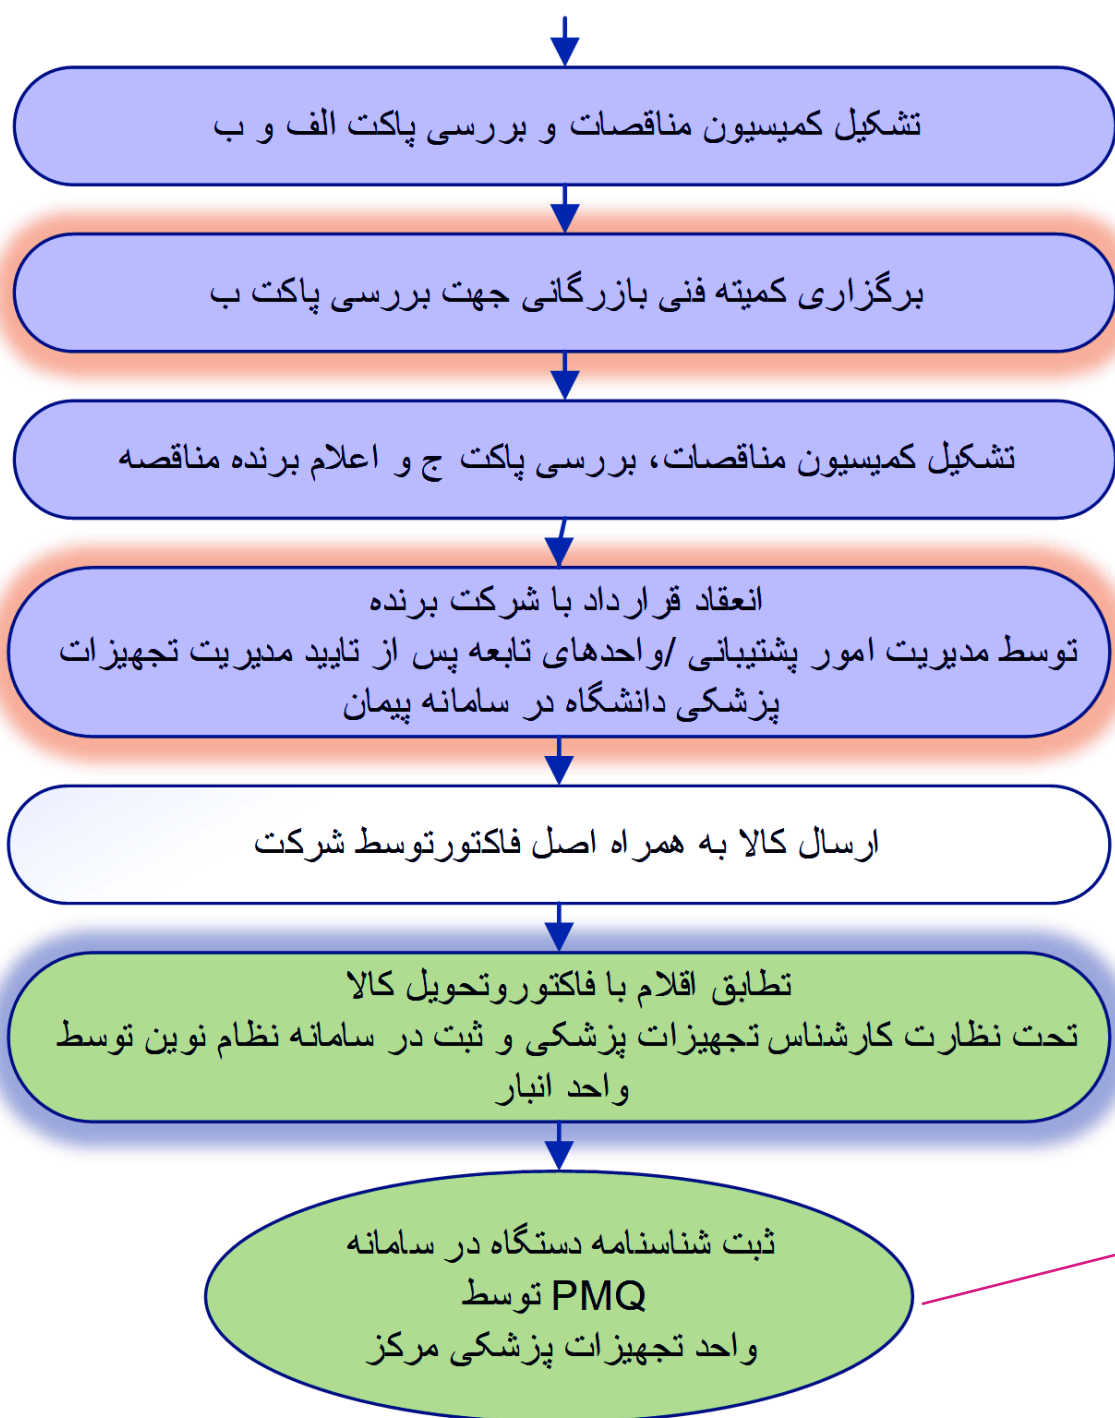 تشکیل کمیسیون مناقصات و بررسی پاکت الف و ب
برگزاری کمیته فنی بازرگانی جهت بررسی پاکت ب
تشکیل کمیسیون مناقصات، بررسی پاکت ج و اعلام برنده مناقصه
انعقاد قرارداد با شرکت برنده
توسط مدیریت امور پشتیبانی /واحدهای تابعه پس از تایید مدیریت تجهیزات
پزشکی دانشگاه در سامانه پیمان
ارسال کالا به همراه اصل فاکتورتوسط شرکت
تطابق اقلام با فاکتوروتحویل کالا
تحت نظارت کارشناس تجهیزات پزشکی و ثبت در سامانه نظام نوین توسط
واحد انبار
ثبت شناسنامه دستگاه در سامانه
PMQ توسط
واحد تجهیزات پزشکی مرکز